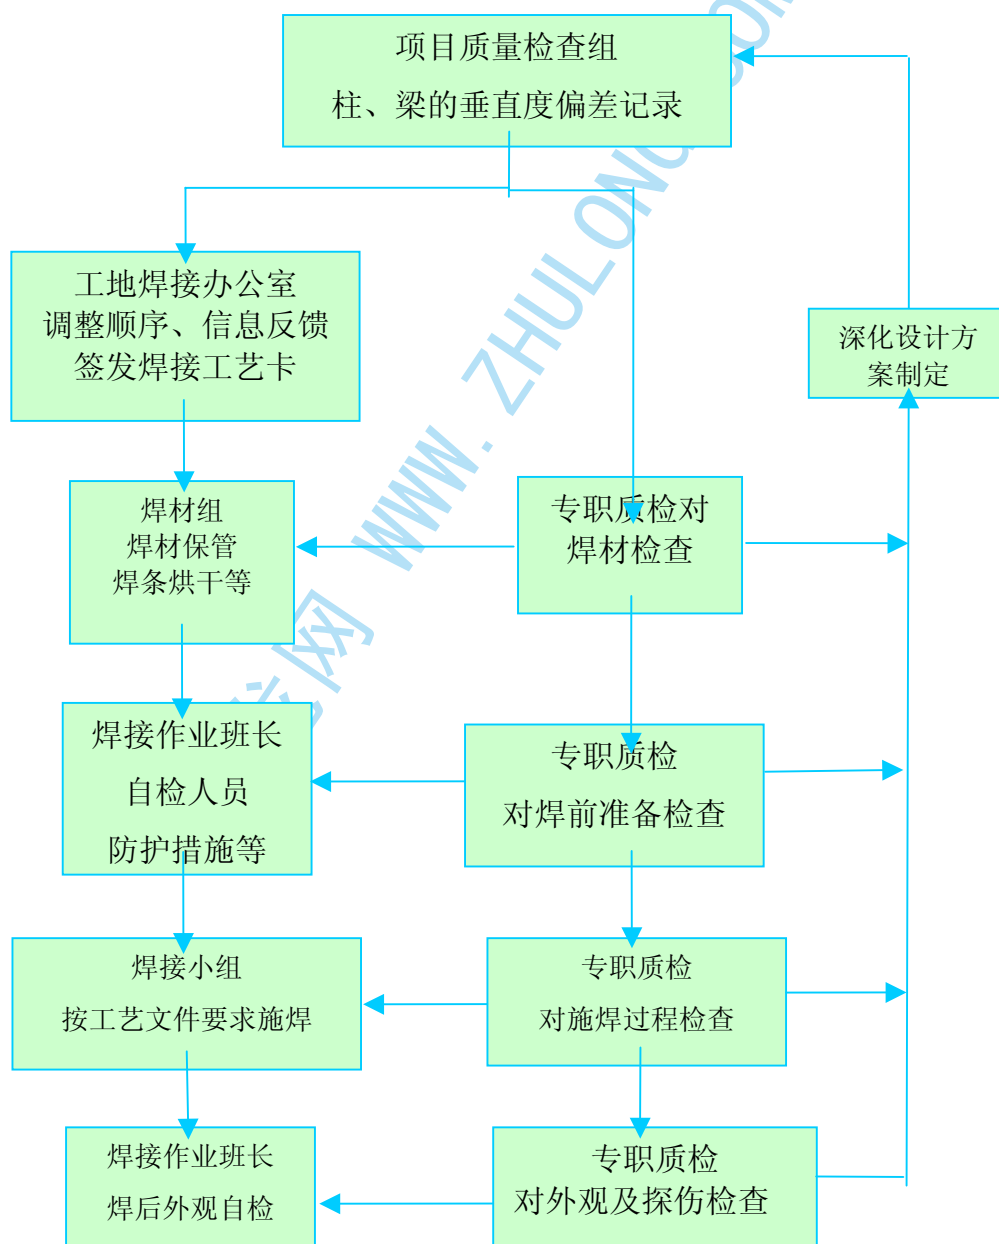 项目质量检查组
柱、梁的垂直度偏差记录
工地焊接办公室
调整顺序、信息反馈
签发焊接工艺卡
深化设计方
案制定
焊材组
焊材保管
焊条烘干等
专职质检对
焊材检查
焊接作业班长
自检人员
防护措施等
专职质检
对焊前准备检查
焊接小组
按工艺文件要求施焊
专职质检
对施焊过程检查
焊接作业班长
焊后外观自检
专职质检
对外观及探伤检查
网 WWW. ZHULONG.COM